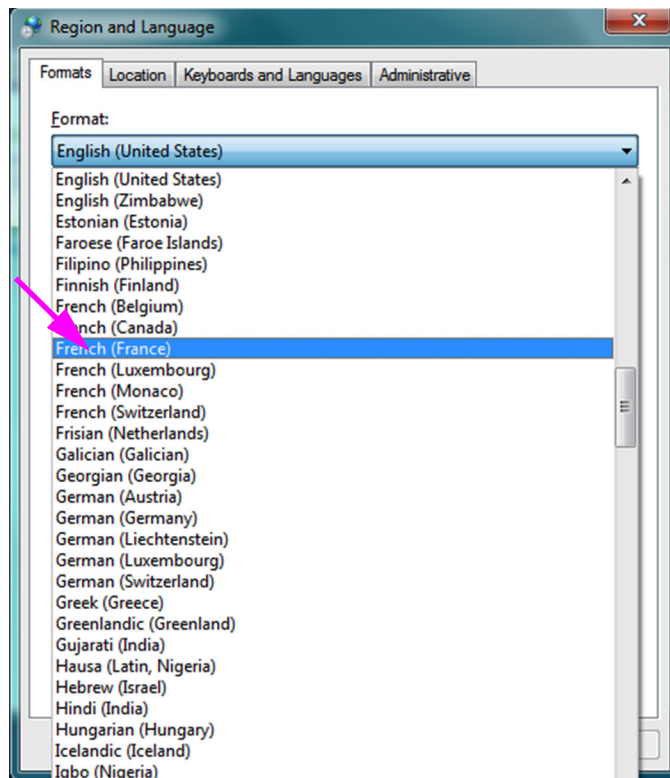 Region and Language
Formats Location Keyboards and Languages Administrative
Format:
English (United States)
English (United States)
English (Zimbabwe)
Estonian (Estonia)
Faroese (Faroe Islands)
Filipino (Philippines)
Finnish (Finland)
French (Belgium)
French (Canada)
French (France)
French (Luxembourg)
French (Monaco)
French (Switzerland)
Frisian (Netherlands)
Galician (Galician)
Georgian (Georgia)
German (Austria)
German (Germany)
German (Liechtenstein)
German (Luxembourg)
German (Switzerland)
Greek (Greece)
Greenlandic (Greenland)
Gujarati (India)
Hausa (Latin, Nigeria)
Hebrew (Israel)
Hindi (India)
Hungarian (Hungary)
Icelandic (Iceland)
Igbo (Nigeria)